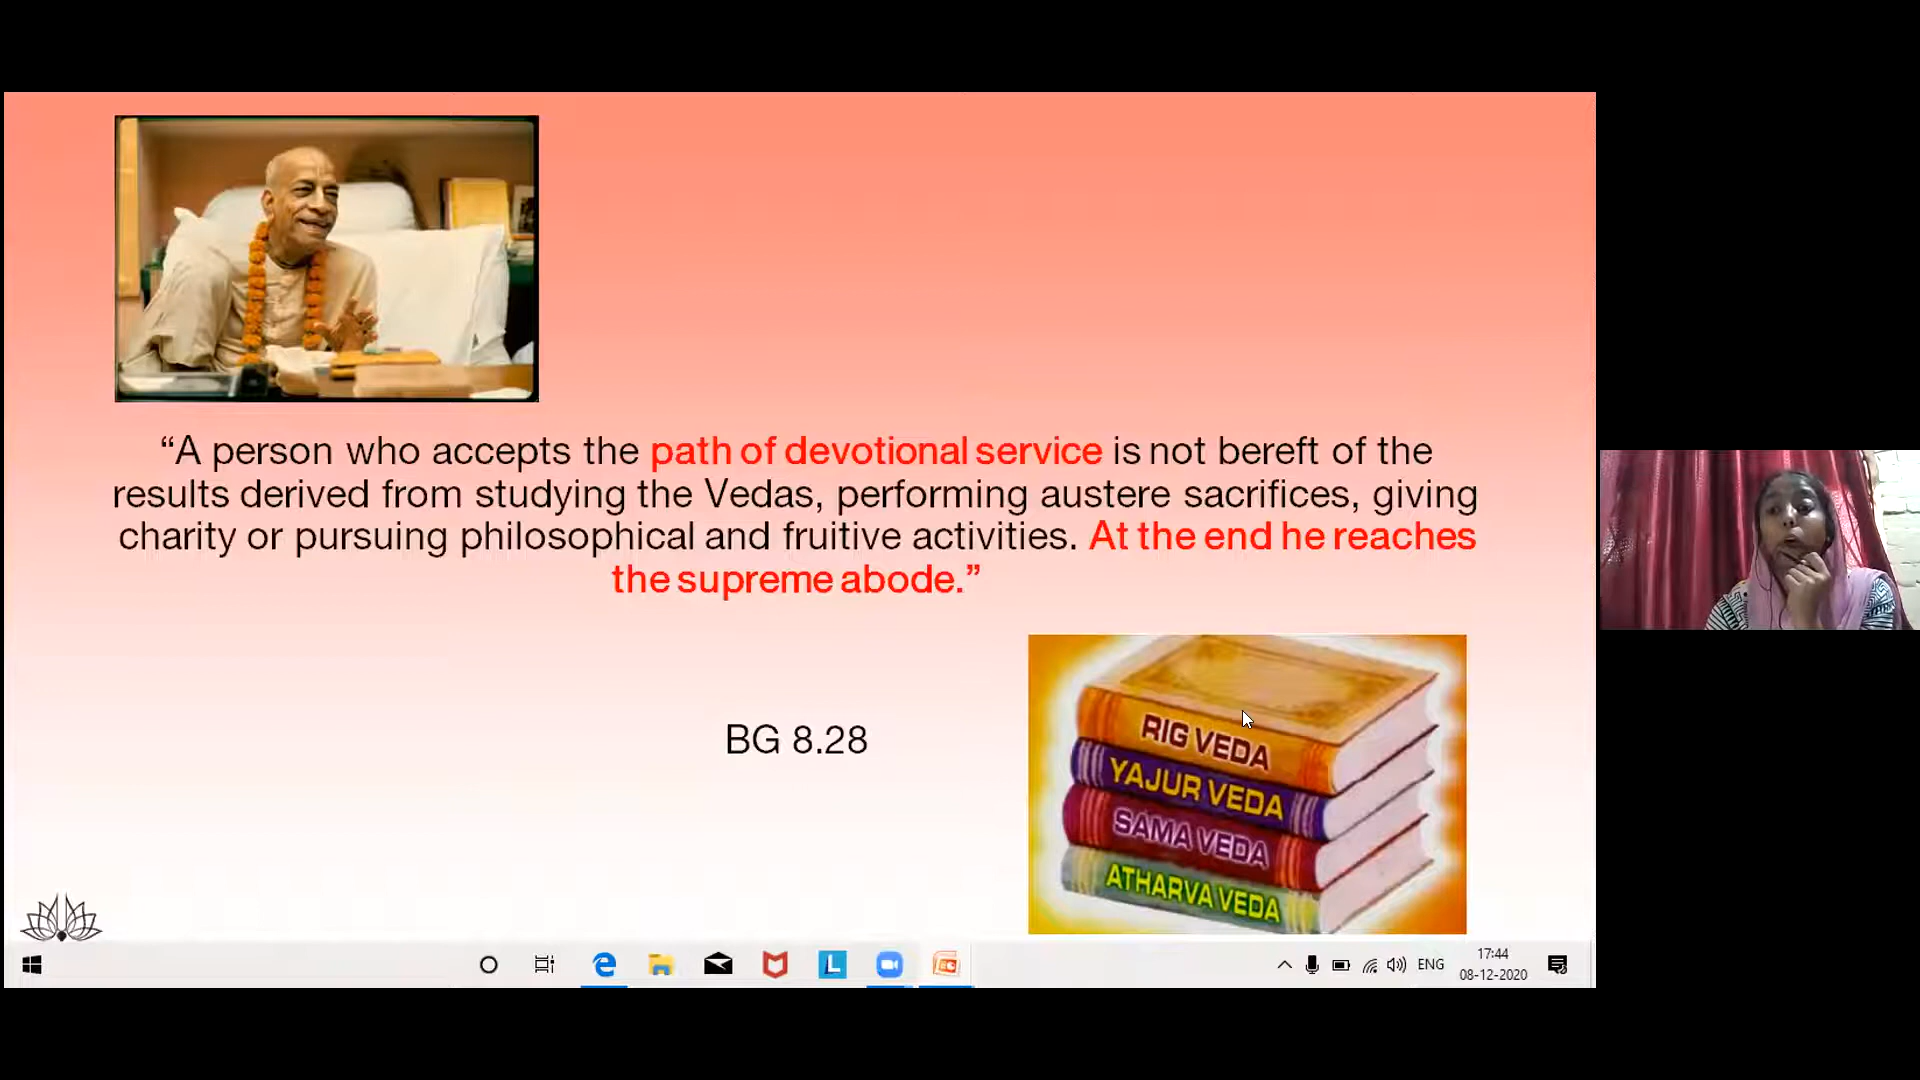 “A person who accepts the path of devotional service is not bereft of the
results derived from studying the Vedas, performing austere sacrifices, giving
charity or pursuing philosophical and fruitive activities. At the end he reaches
the supreme abode.”
BG 8.28
RIG VEDA
YAJUR VEDA
SAMA VEDA
ATHARVA VEDA
L
ENG
17:44
08-12-2020